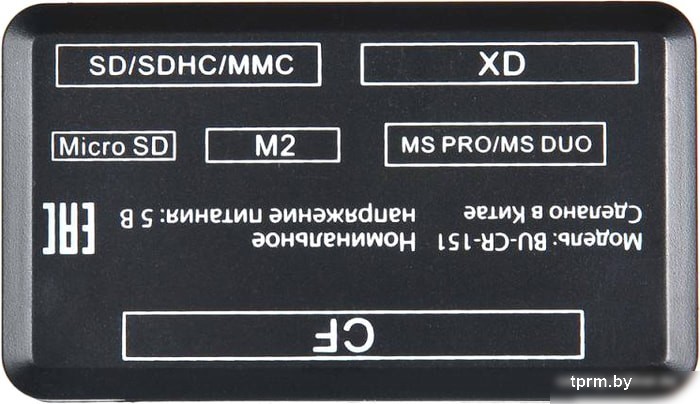 SD/SDHC/MMC
XD
Micro SD
M2
MS PRO/MS DUO
Модель: BU-CR-151
Сделано в Китае
Номинальное
напряжение питания: 5 В
EAC
CF
tprm.by